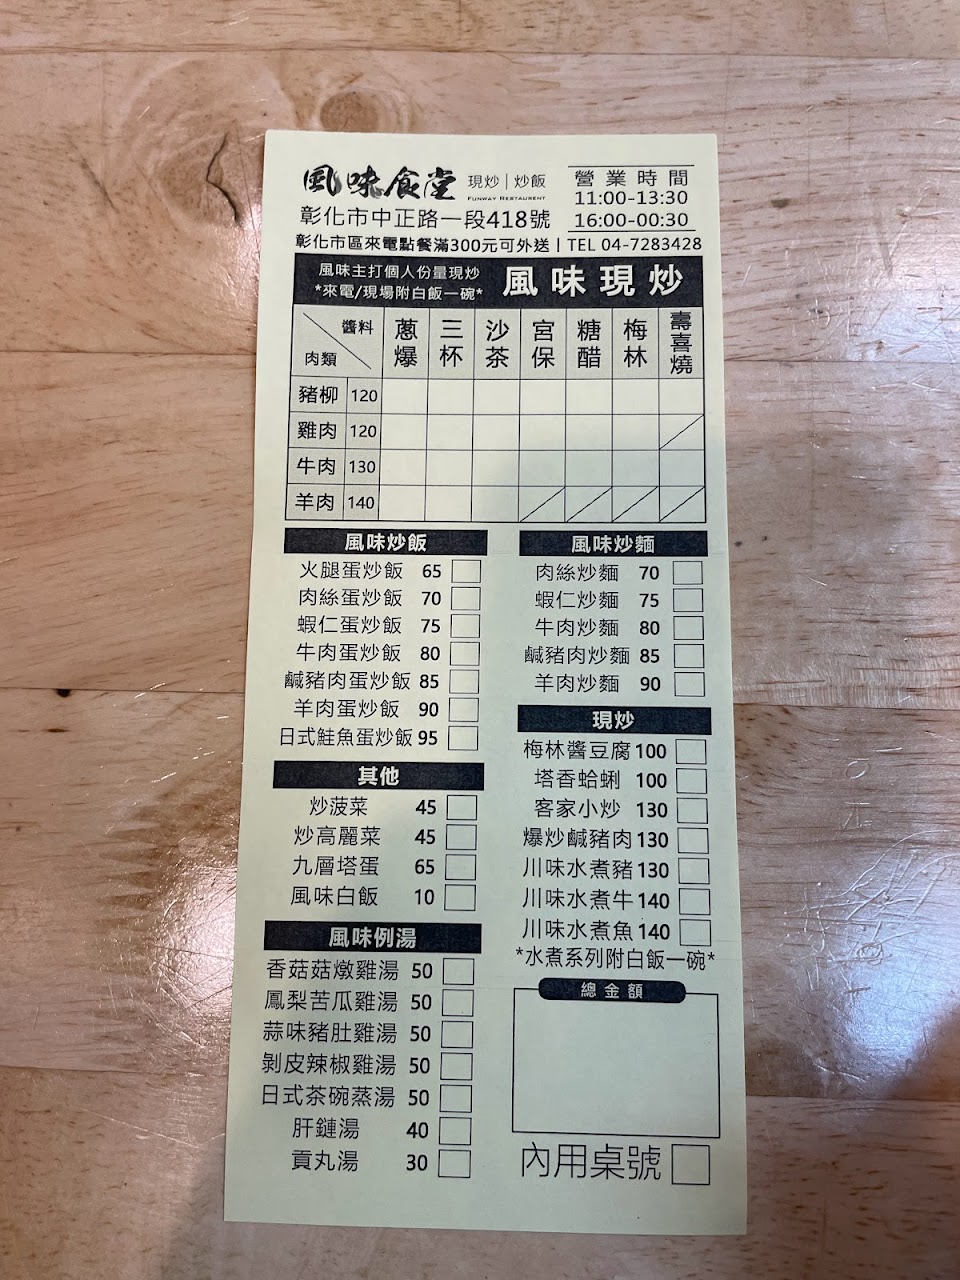 風味食堂 現炒|炒飯
FUNWAY RESTAURENT
營業時間
11:00-13:30
16:00-00:30
彰化市中正路一段418號
彰化市區來電點餐滿300元可外送|TEL 04-7283428
風味主打個人份量現炒
*來電/現場附白飯一碗*
風味現炒
醬料 肉類 蔥爆 三杯 沙茶 宮保 糖醋 梅林 壽喜燒
豬柳 120
雞肉 120
牛肉 130
羊肉 140
風味炒飯
火腿蛋炒飯 65
肉絲蛋炒飯 70
蝦仁蛋炒飯 75
牛肉蛋炒飯 80
鹹豬肉蛋炒飯 85
羊肉蛋炒飯 90
日式鮭魚蛋炒飯 95
其他
炒菠菜 45
炒高麗菜 45
九層塔蛋 65
風味白飯 10
風味例湯
香菇菇燉雞湯 50
鳳梨苦瓜雞湯 50
蒜味豬肚雞湯 50
剝皮辣椒雞湯 50
日式茶碗蒸湯 50
肝鏈湯 40
貢丸湯 30
風味炒麵
肉絲炒麵 70
蝦仁炒麵 75
牛肉炒麵 80
鹹豬肉炒麵 85
羊肉炒麵 90
現炒
梅林醬豆腐 100
塔香蛤蜊 100
客家小炒 130
爆炒鹹豬肉 130
川味水煮豬 130
川味水煮牛 140
川味水煮魚 140
*水煮系列附白飯一碗*
總金額
內用桌號